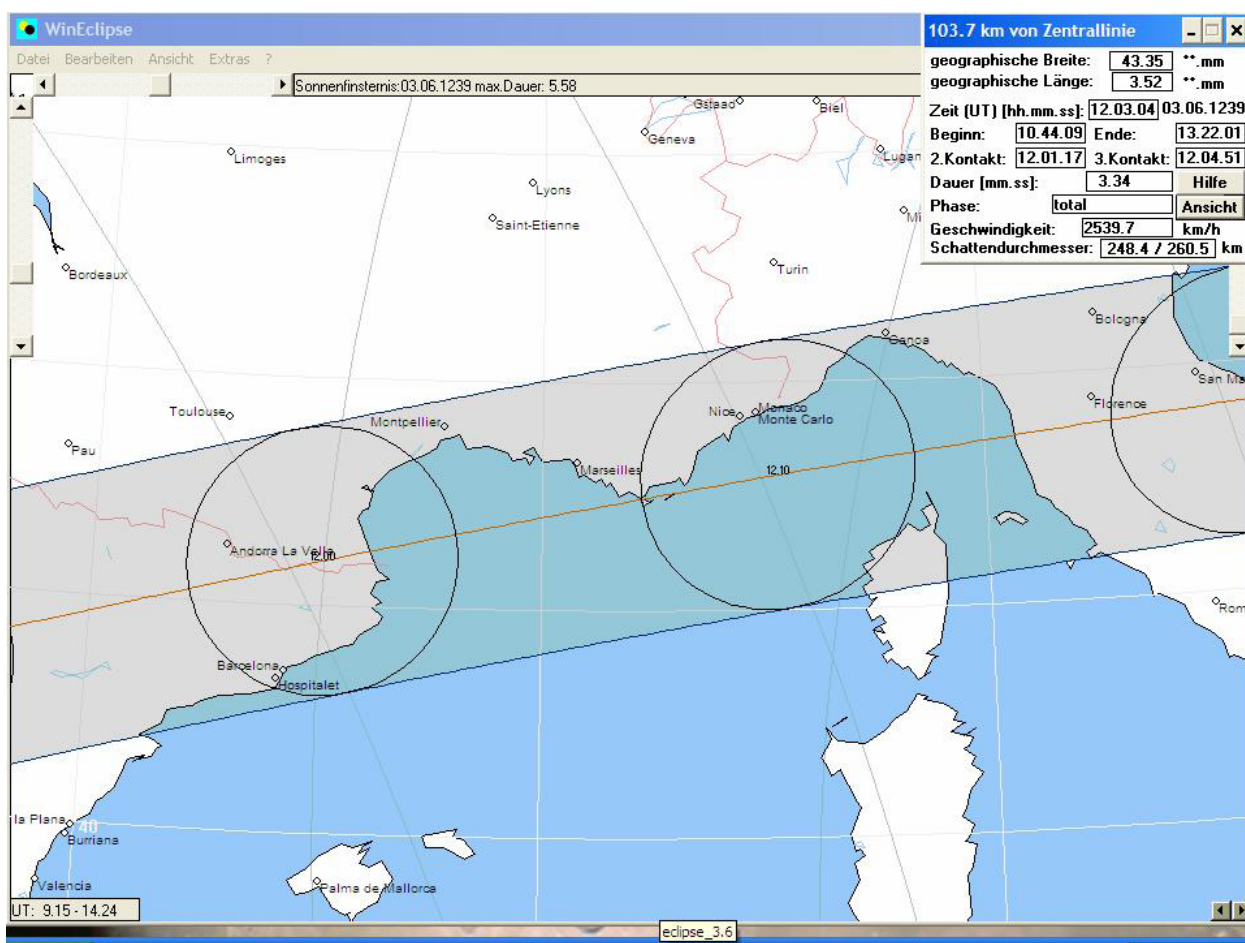 WinEclipse
Datei Bearbeiten Ansicht Extras ?
Sonnenfinsternis:03.06.1239 max.Dauer: 5.58
103.7 km von Zentrallinie
geographische Breite: 43.35 **.mm
geographische Länge: 3.52 **.mm
Zeit (UT) [hh.mm.ss]: 12.03.04 03.06.1239
Beginn: 10.44.09 Ende: 13.22.01
2.Kontakt: 12.01.17 3.Kontakt: 12.04.51
Dauer [mm.ss]: 3.34 Hilfe
Phase: total Ansicht
Geschwindigkeit: 2539.7 km/h
Schattendurchmesser: 248.4 / 260.5 km
Gstaad
Biel
Geneva
Limoges
Lyons
Saint-Etienne
Turin
Bordeaux
Bologna
Genoa
San Ma
Florence
Toulouse
Montpellier
Nice
Monaco
Monte Carlo
Pau
Marseilles
12.10
Andorra La Vella
12.00
Rom
Barcelona
Hospitalet
la Plana
40
Burriana
Valencia
Palma de Mallorca
UT: 9.15 - 14.24
eclipse_3.6